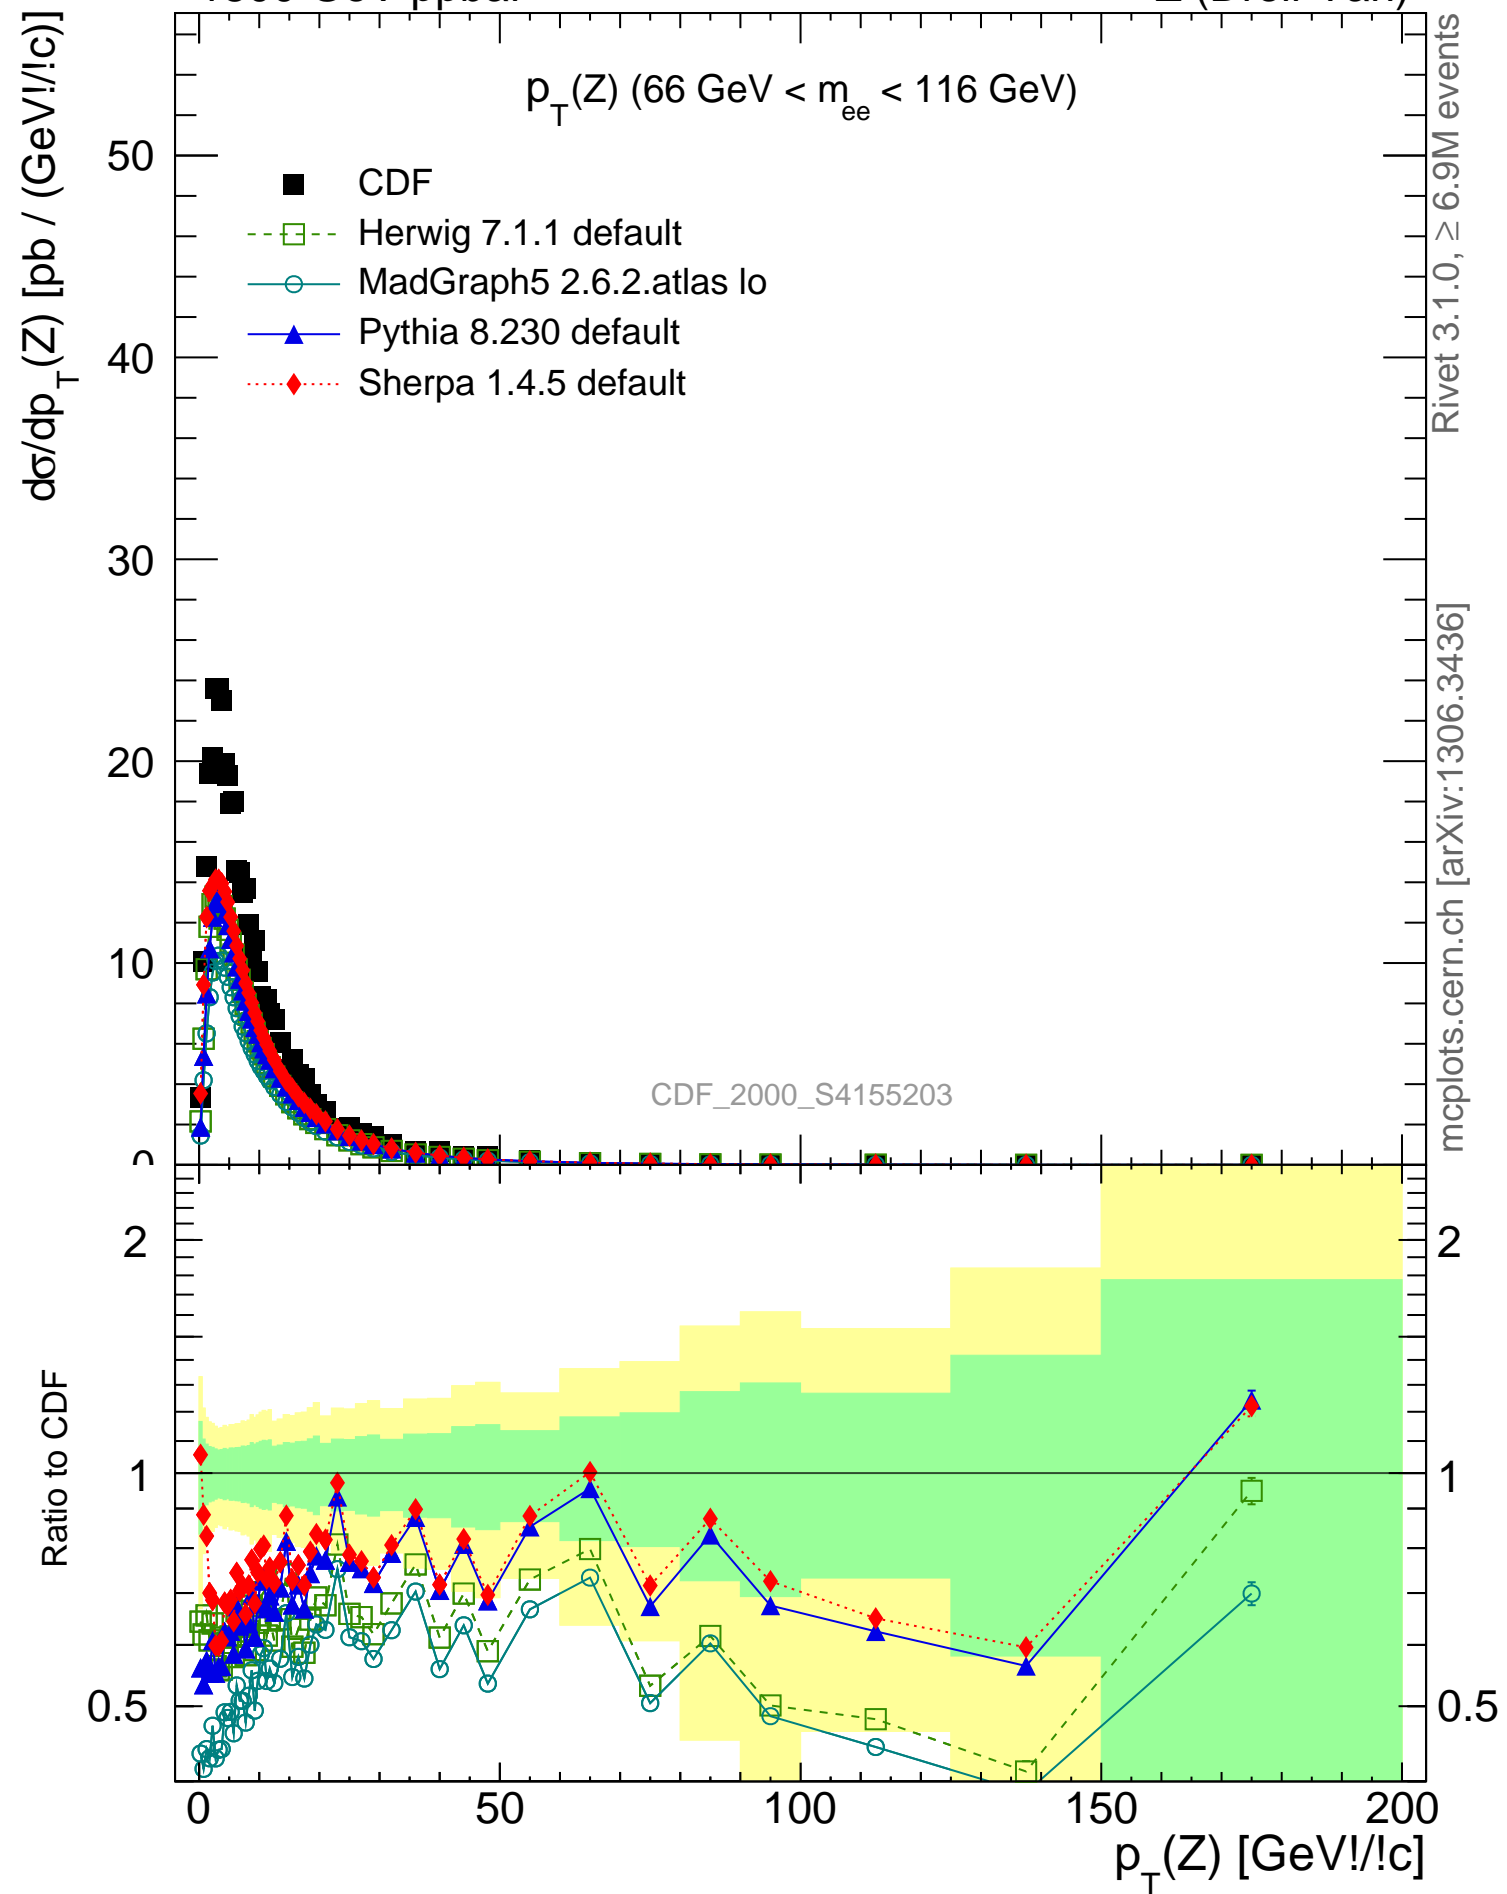 dσ/dp_T(Z) [pb / (GeV!/!c)]
p_T(Z) (66 GeV < m_ee < 116 GeV)
CDF
Herwig 7.1.1 default
MadGraph5 2.6.2.atlas lo
Pythia 8.230 default
Sherpa 1.4.5 default
50
40
30
20
10
0
CDF_2000_S4155203
Rivet 3.1.0, ≥ 6.9M events
mcplots.cern.ch [arXiv:1306.3436]
Ratio to CDF
2
1
0.5
2
1
0.5
0
50
100
150
200
p_T(Z) [GeV!/!c]